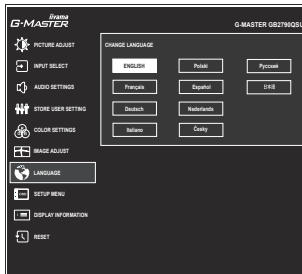 iiyama
G-MASTER
G-MASTER GB2790QSU
PICTURE ADJUST
INPUT SELECT
AUDIO SETTINGS
STORE USER SETTING
COLOR SETTINGS
IMAGE ADJUST
LANGUAGE
SETUP MENU
DISPLAY INFORMATION
RESET
CHANGE LANGUAGE
ENGLISH
Polski
Русский
Français
Español
日本語
Deutsch
Nederlands
Italiano
Česky